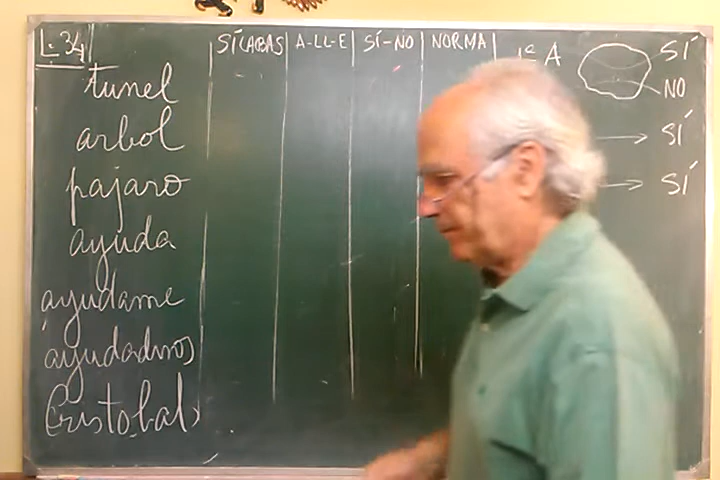 L: 34
SÍLABAS A-LL-E SÍ-NO NORMA
1º A SÍ
NO
SÍ
SÍ
tunel
arbol
pajaro
ayuda
ayudame
ayudadnos
Cristobal